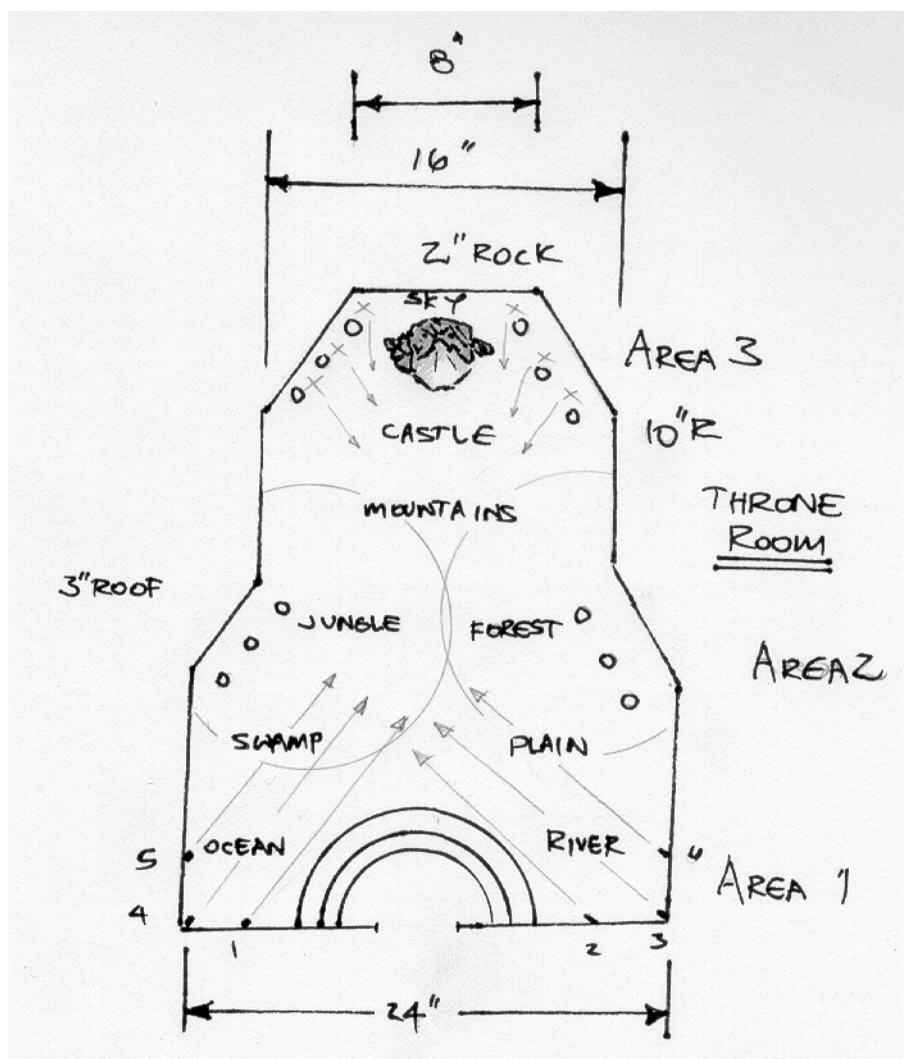 8"
16"
2" ROCK
SKY
AREA 3
CASTLE
10" R
THRONE
ROOM
MOUNTAINS
3" ROOF
JUNGLE
FOREST
AREA 2
SWAMP
PLAIN
5
OCEAN
RIVER
AREA 1
4
1
2
3
24"